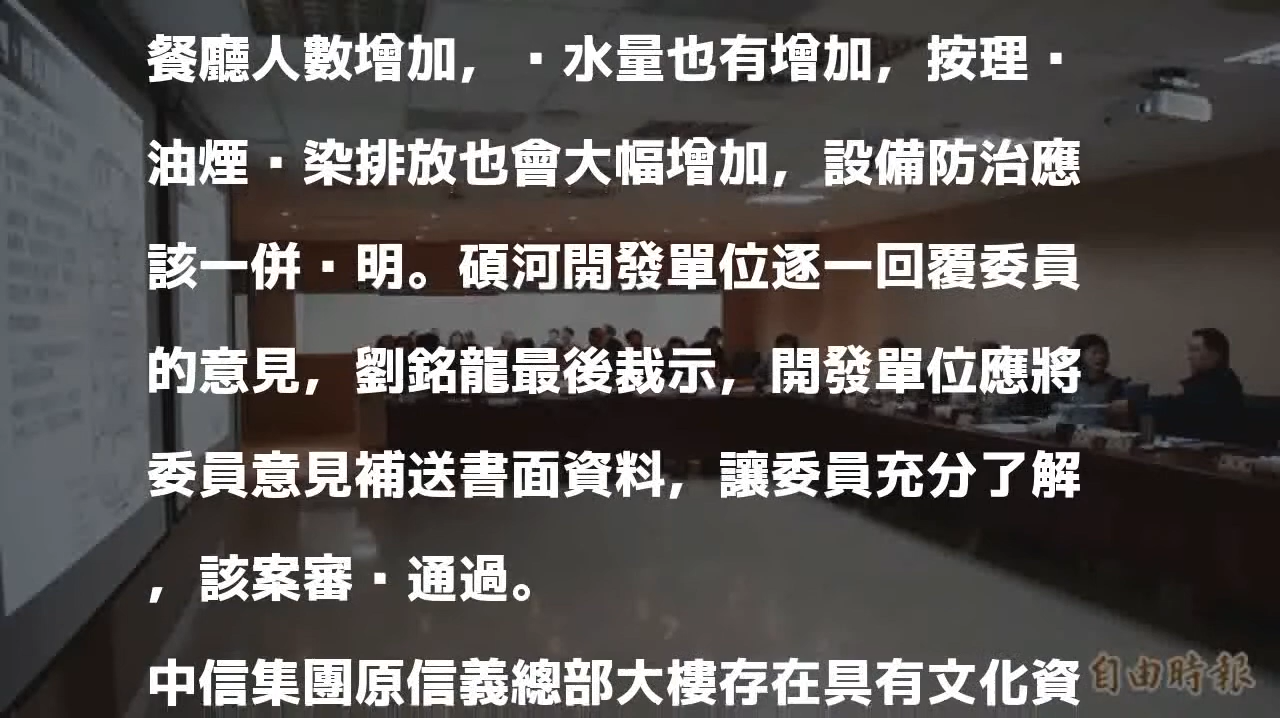 餐廳人數增加，▪水量也有增加，按理▪
油煙▪染排放也會大幅增加，設備防治應
該一併▪明。碩河開發單位逐一回覆委員
的意見，劉銘龍最後裁示，開發單位應將
委員意見補送書面資料，讓委員充分了解
，該案審▪通過。
中信集團原信義總部大樓存在具有文化資
自由時報